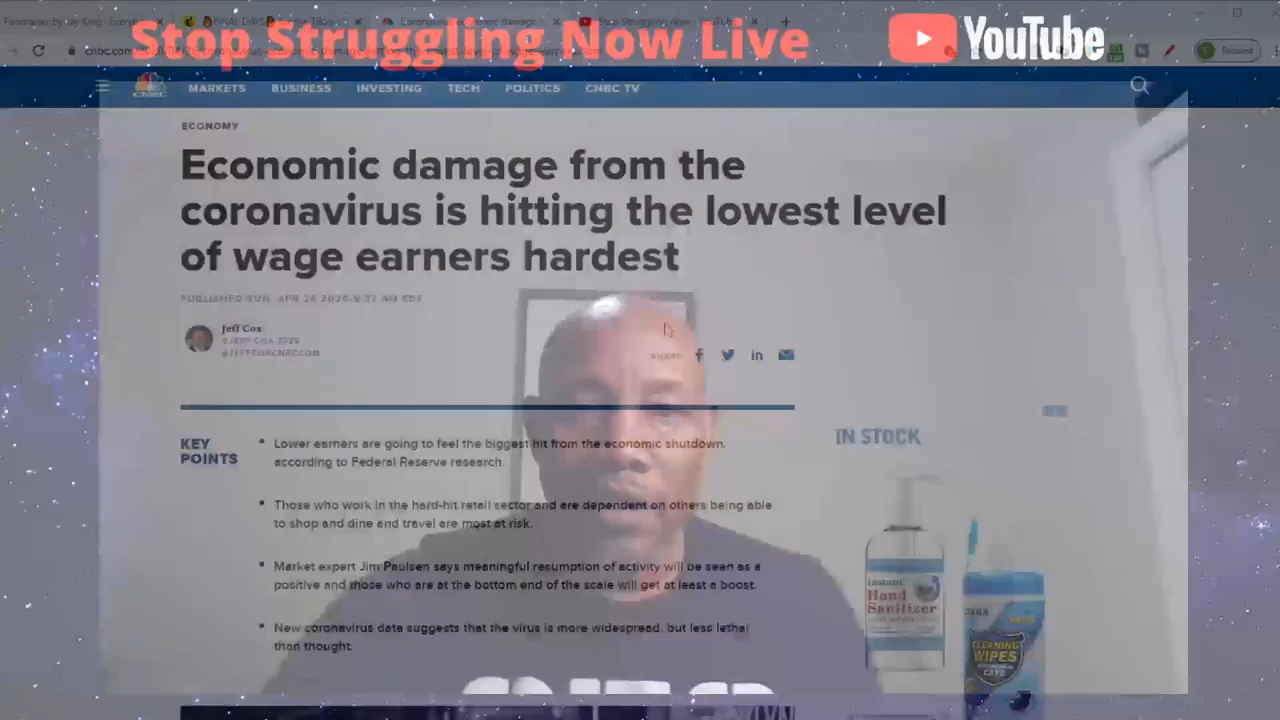 Stop Struggling Now Live
YouTube
MARKETS BUSINESS INVESTING TECH POLITICS CNBC TV
ECONOMY
Economic damage from the
coronavirus is hitting the lowest level
of wage earners hardest
Jeff Cox
SHARE
KEY
POINTS
Lower earners are going to feel the biggest hit from the economic shutdown,
according to Federal Reserve research.
Those who work in the hard-hit retail sector and are dependent on others being able
to shop and dine and travel are most at risk.
Market expert Jim Paulsen says meaningful resumption of activity will be seen as a
positive and those who are at the bottom end of the scale will get at least a boost.
New coronavirus data suggests that the virus is more widespread, but less lethal
than thought.
IN STOCK
Instant
Hand
Sanitizer
CLEANING
WIPES
CARE